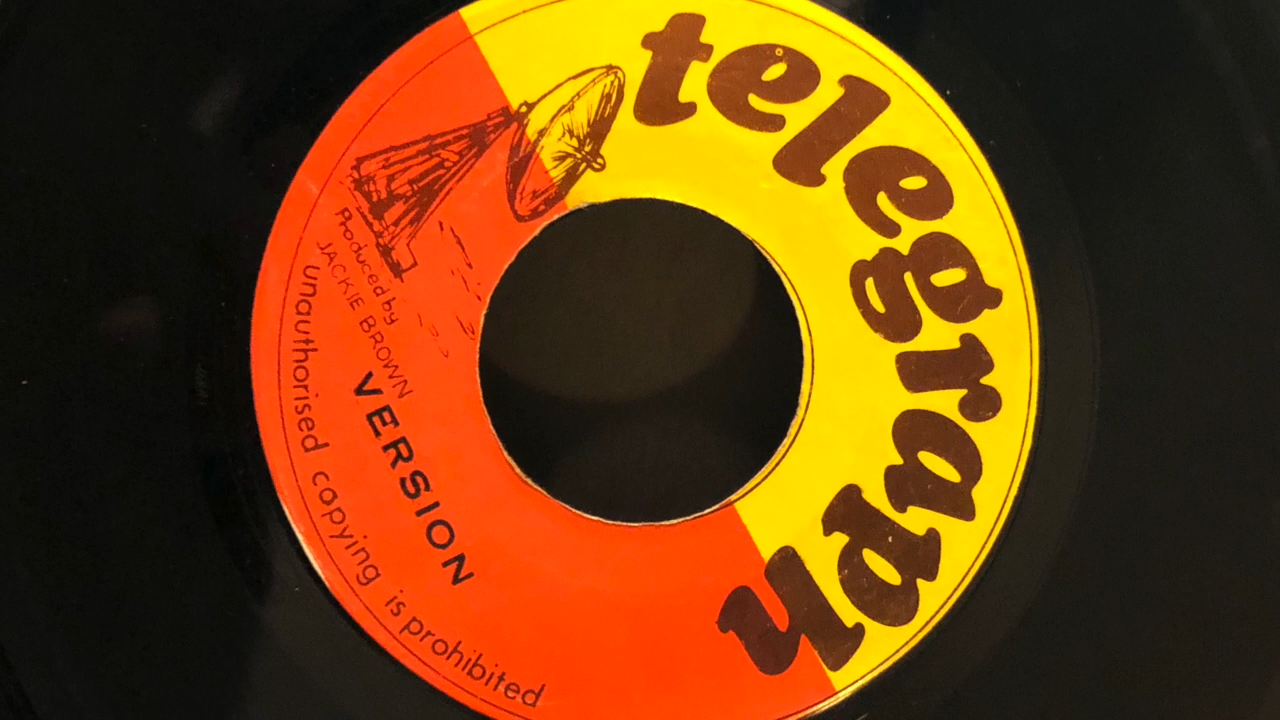 telegraph
Produced by
JACKIE BROWN
VERSION
unauthorised copying is prohibited